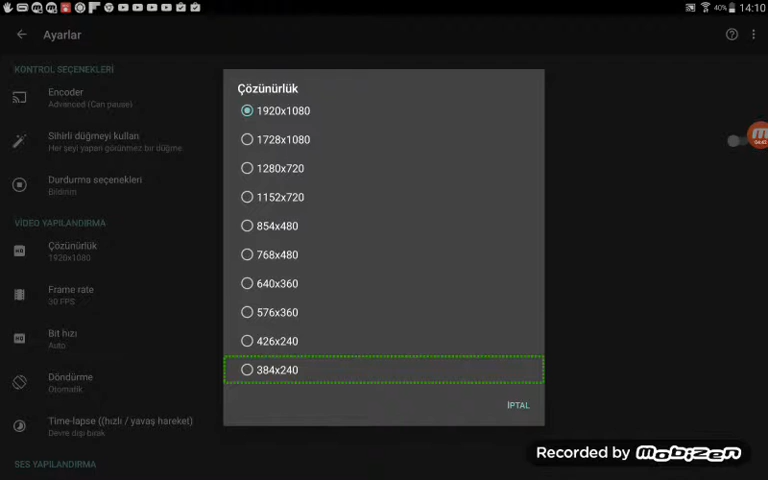 40% 14:10
Ayarlar
KONTROL SEÇENEKLERİ
Encoder
Advanced (Can pause)
Sihirli düğmeyi kullan
Her şeyi yapan görünmez bir düğme.
Durdurma seçenekleri
Bildirim
VİDEO YAPILANDIRMA
Çözünürlük
1920x1080
Frame rate
30 FPS
Bit hızı
Auto
Döndürme
Otomatik
Time-lapse ((hızlı / yavaş hareket)
Devre dışı bırak
SES YAPILANDIRMA
Çözünürlük
1920x1080
1728x1080
1280x720
1152x720
854x480
768x480
640x360
576x360
426x240
384x240
İPTAL
Recorded by Mobizen